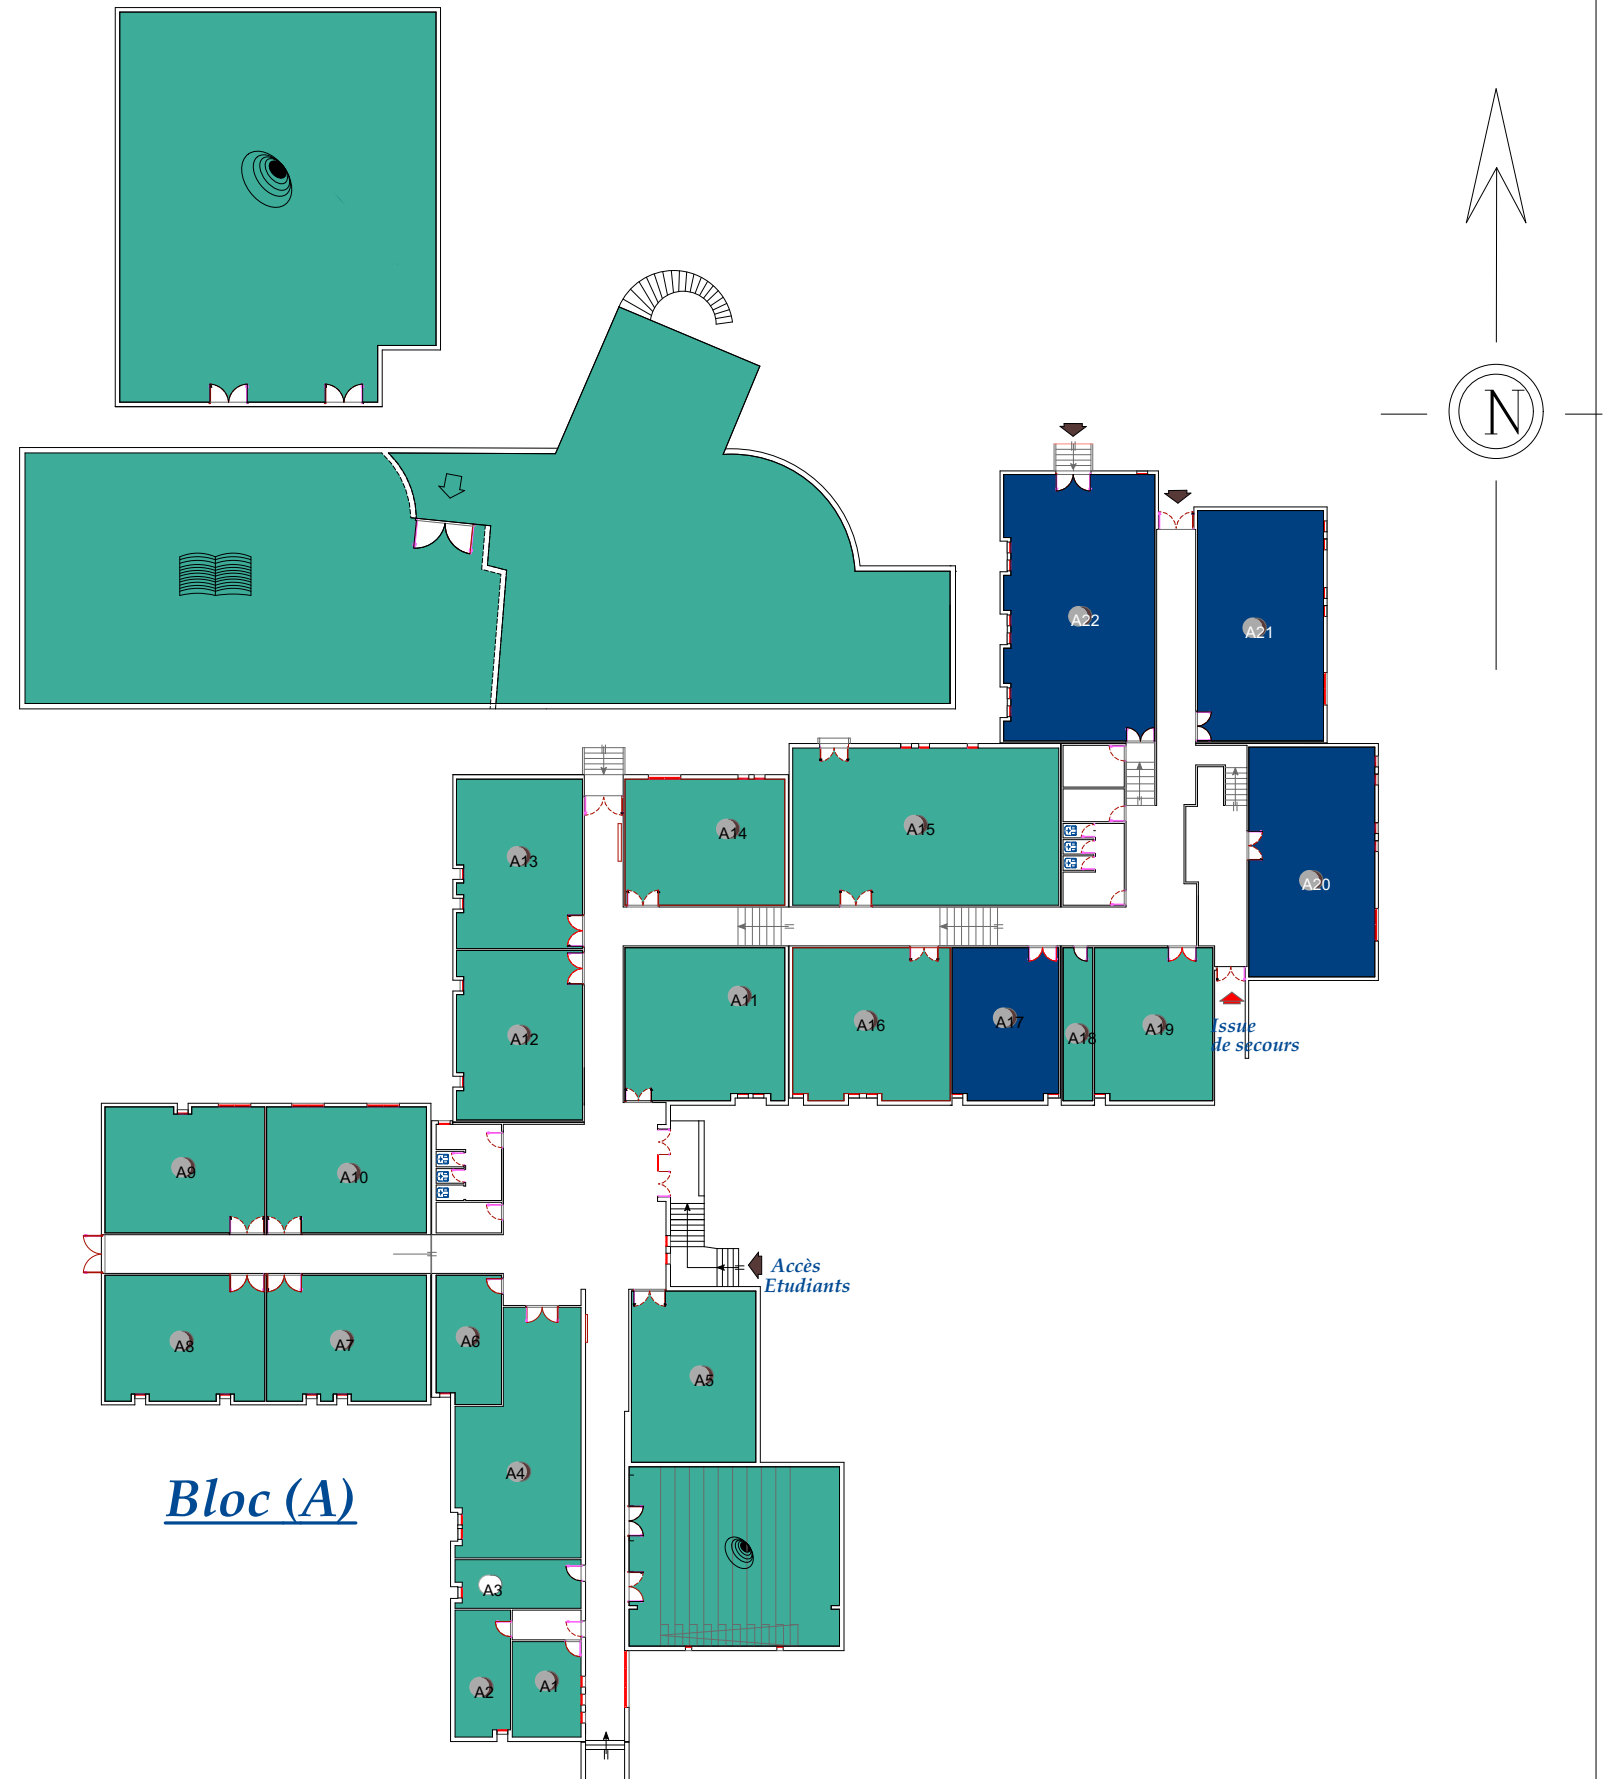 N
A22
A21
A15
A14
A13
A20
A11
A17
A16
A19
A18
A12
Issue
de secours
A9
A10
Accès
Etudiants
A6
A7
A8
A5
A4
Bloc (A)
A3
A1
A2